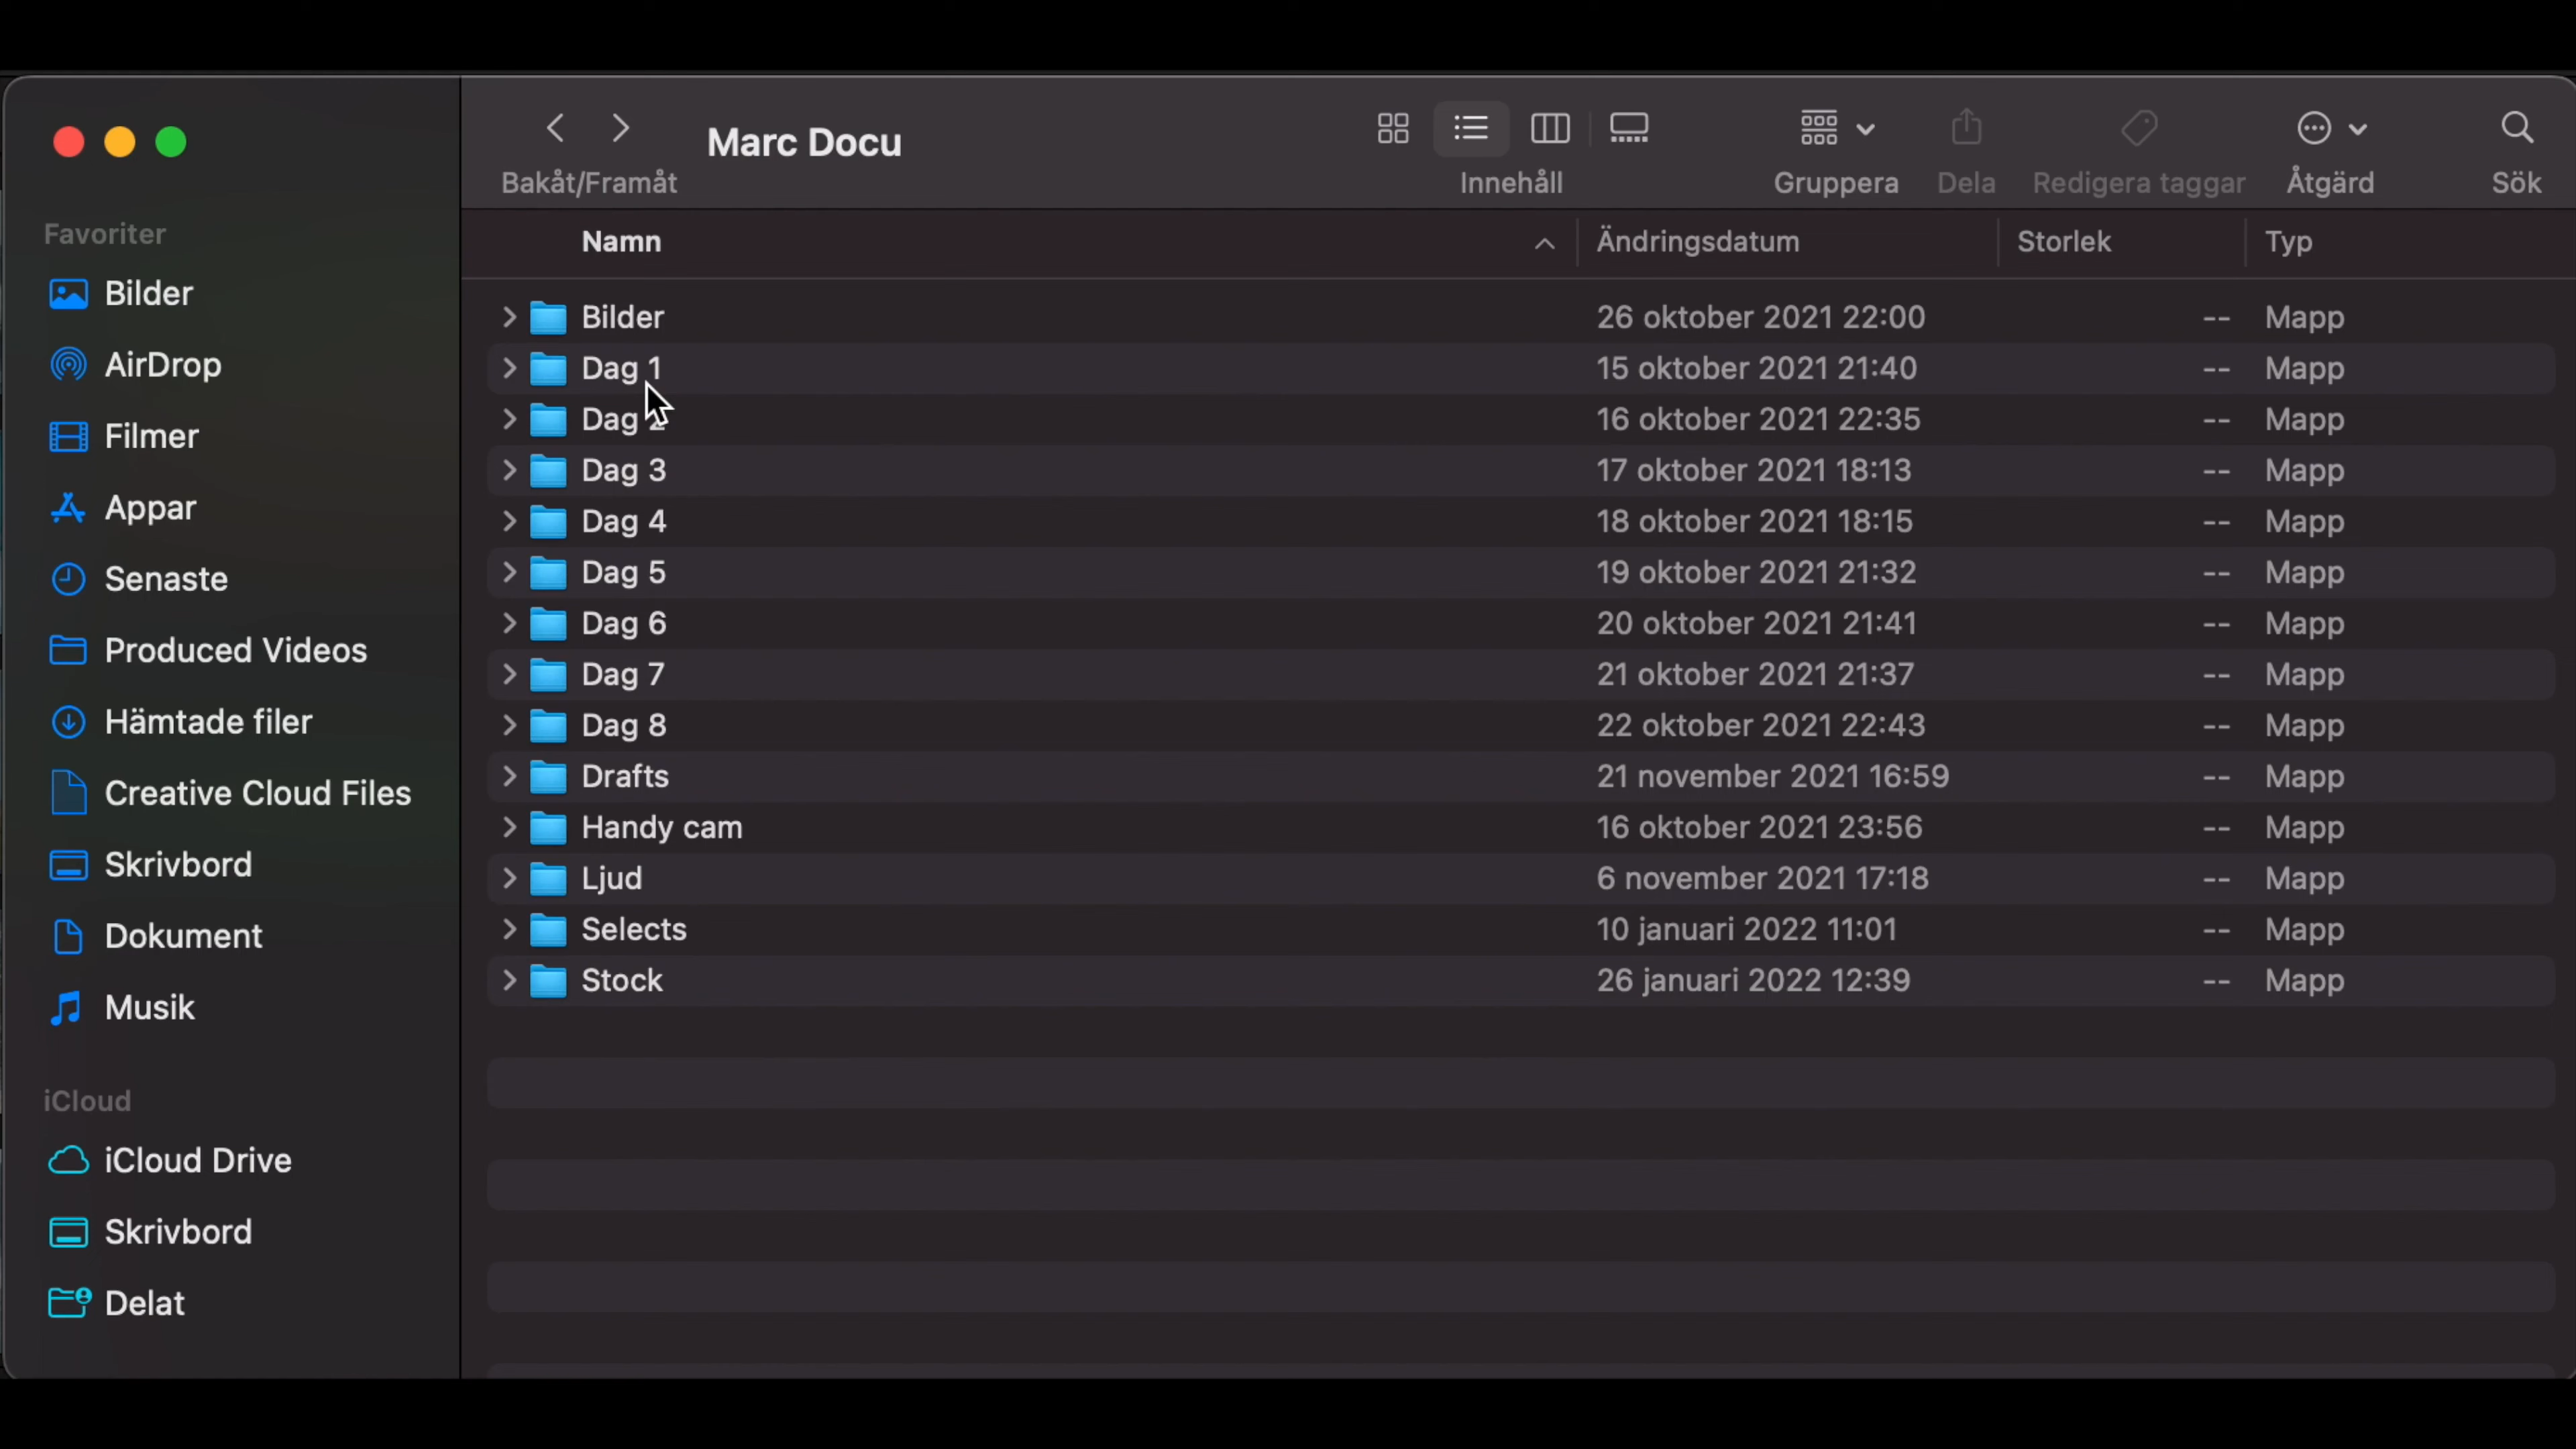 Marc Docu
Bakåt/Framåt
Innehåll
Gruppera
Dela
Redigera taggar
Åtgärd
Sök
Favoriter
Bilder
AirDrop
Filmer
Appar
Senaste
Produced Videos
Hämtade filer
Creative Cloud Files
Skrivbord
Dokument
Musik
iCloud
iCloud Drive
Skrivbord
Delat
Namn Ändringsdatum Storlek Typ
Bilder 26 oktober 2021 22:00 -- Mapp
Dag 1 15 oktober 2021 21:40 -- Mapp
Dag 2 16 oktober 2021 22:35 -- Mapp
Dag 3 17 oktober 2021 18:13 -- Mapp
Dag 4 18 oktober 2021 18:15 -- Mapp
Dag 5 19 oktober 2021 21:32 -- Mapp
Dag 6 20 oktober 2021 21:41 -- Mapp
Dag 7 21 oktober 2021 21:37 -- Mapp
Dag 8 22 oktober 2021 22:43 -- Mapp
Drafts 21 november 2021 16:59 -- Mapp
Handy cam 16 oktober 2021 23:56 -- Mapp
Ljud 6 november 2021 17:18 -- Mapp
Selects 10 januari 2022 11:01 -- Mapp
Stock 26 januari 2022 12:39 -- Mapp